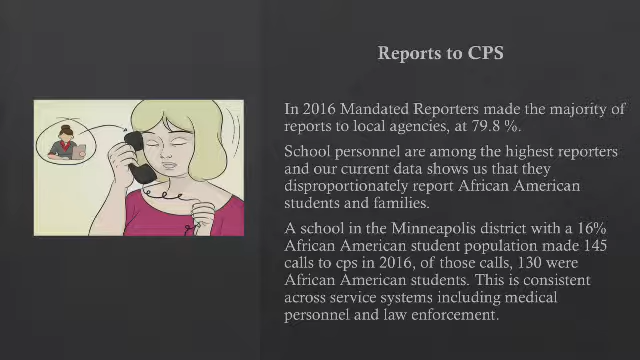 Reports to CPS
In 2016 Mandated Reporters made the majority of
reports to local agencies, at 79.8 %.
School personnel are among the highest reporters
and our current data shows us that they
disproportionately report African American
students and families.
A school in the Minneapolis district with a 16%
African American student population made 145
calls to cps in 2016, of those calls, 130 were
African American students. This is consistent
across service systems including medical
personnel and law enforcement.